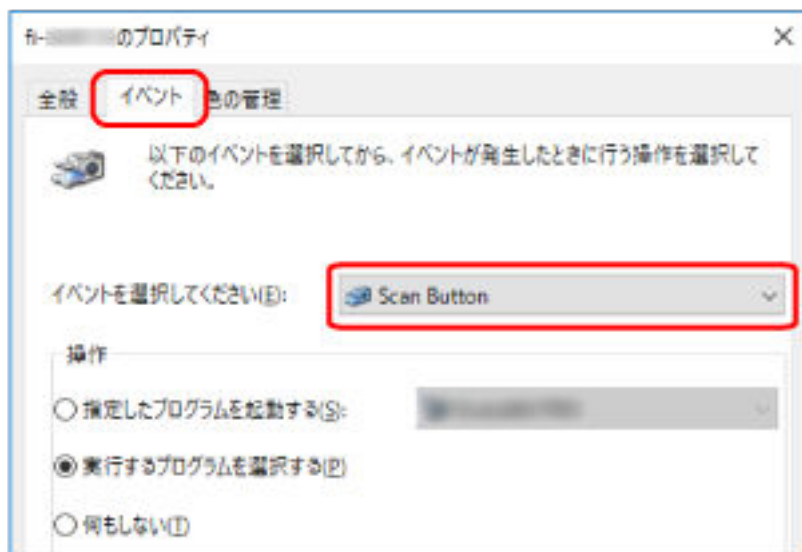 fi- のプロパティ
全般 イベント 色の管理
以下のイベントを選択してから、イベントが発生したときに行う操作を選択して
ください。
イベントを選択してください(E):
Scan Button
操作
指定したプログラムを起動する(S):
実行するプログラムを選択する(P)
何もしない(T)